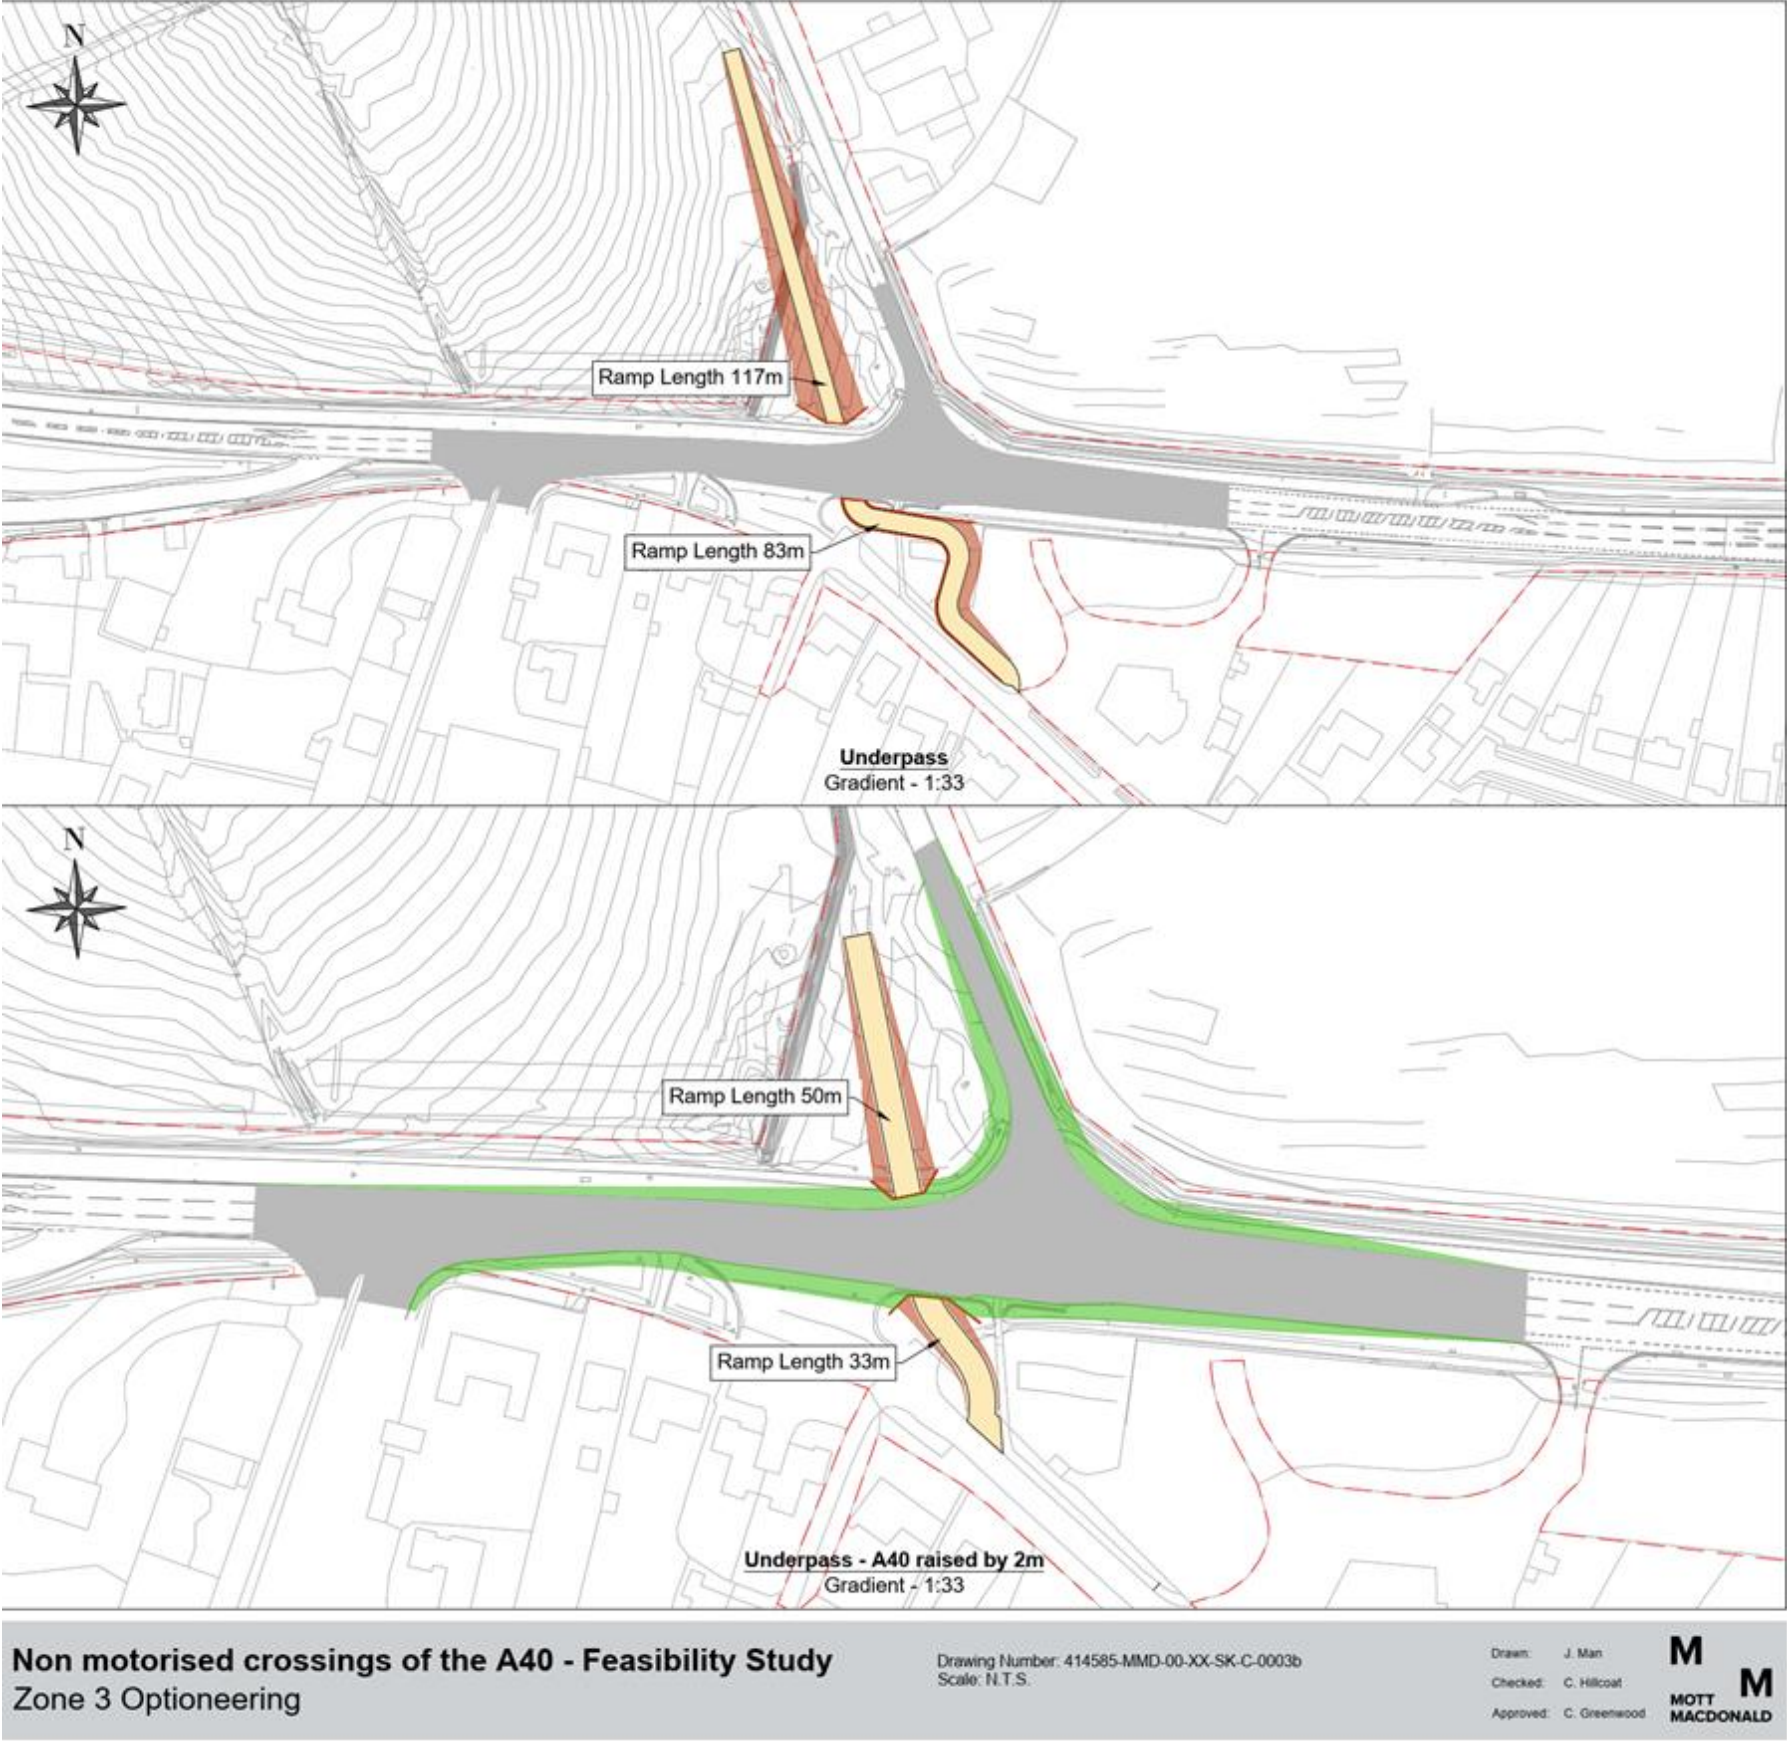 N
Ramp Length 117m
Ramp Length 83m
Underpass
Gradient - 1:33
N
Ramp Length 50m
Ramp Length 33m
Underpass - A40 raised by 2m
Gradient - 1:33
Non motorised crossings of the A40 - Feasibility Study
Zone 3 Optioneering
Drawing Number: 414585-MMD-00-XX-SK-C-0003b
Scale: N.T.S.
Drawn: J. Man
Checked: C. Hillcoat
Approved: C. Greenwood
M
M
MOTT
MACDONALD